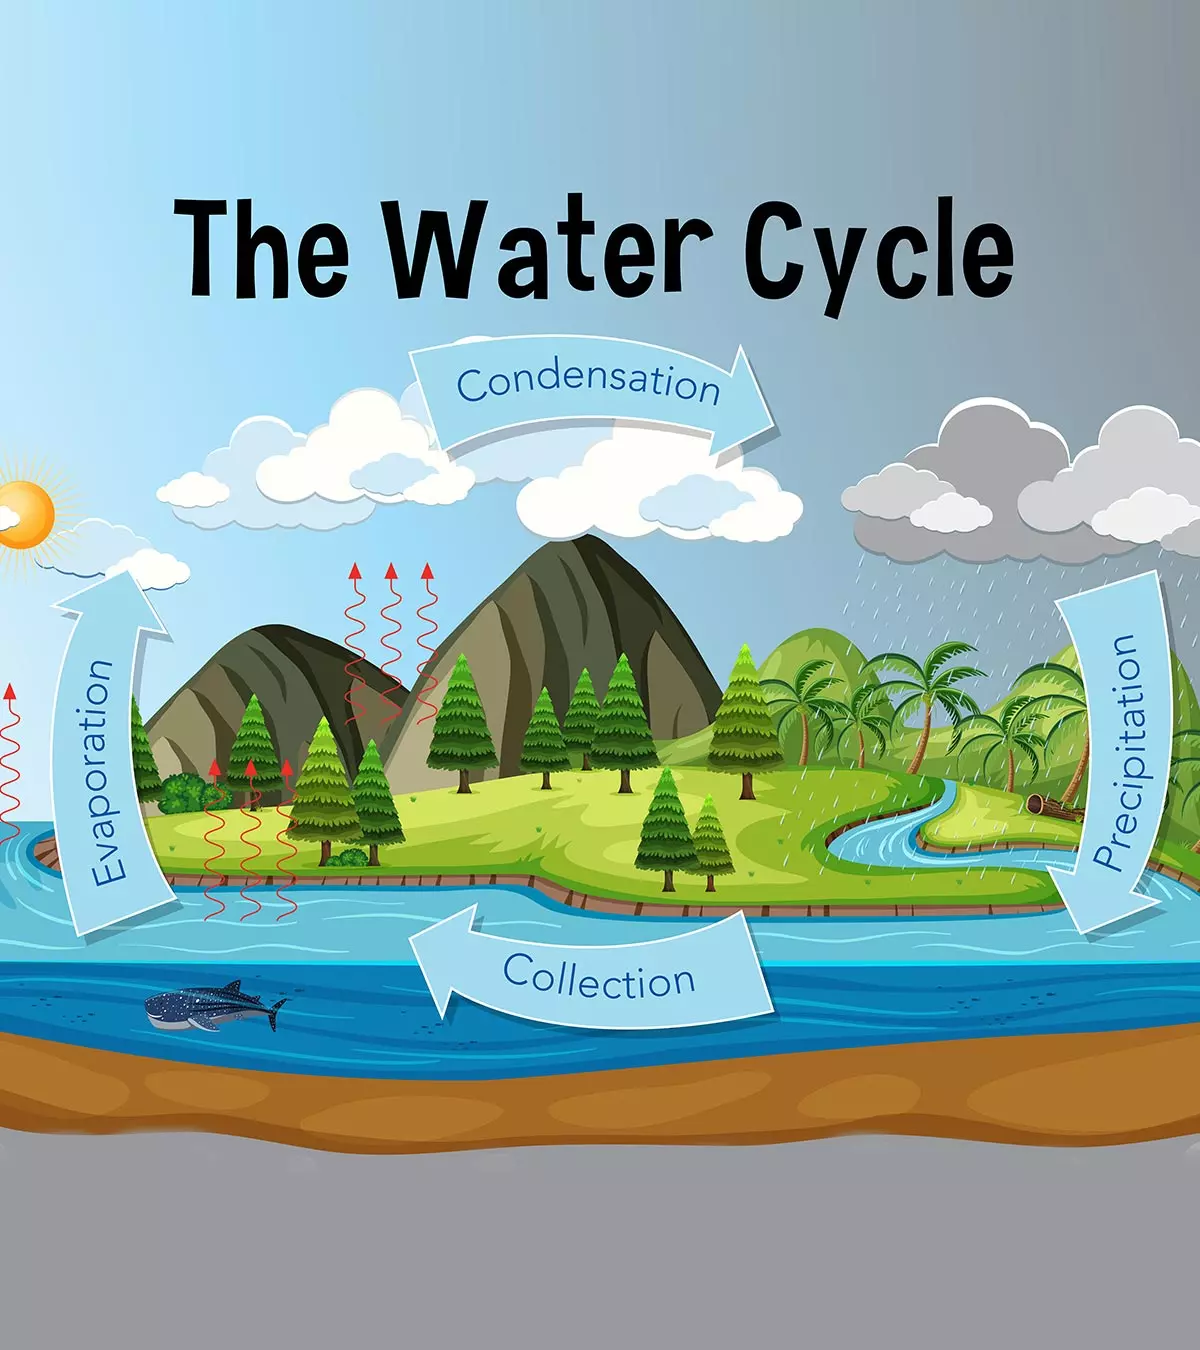 The Water Cycle
Condensation
Evaporation
Precipitation
Collection